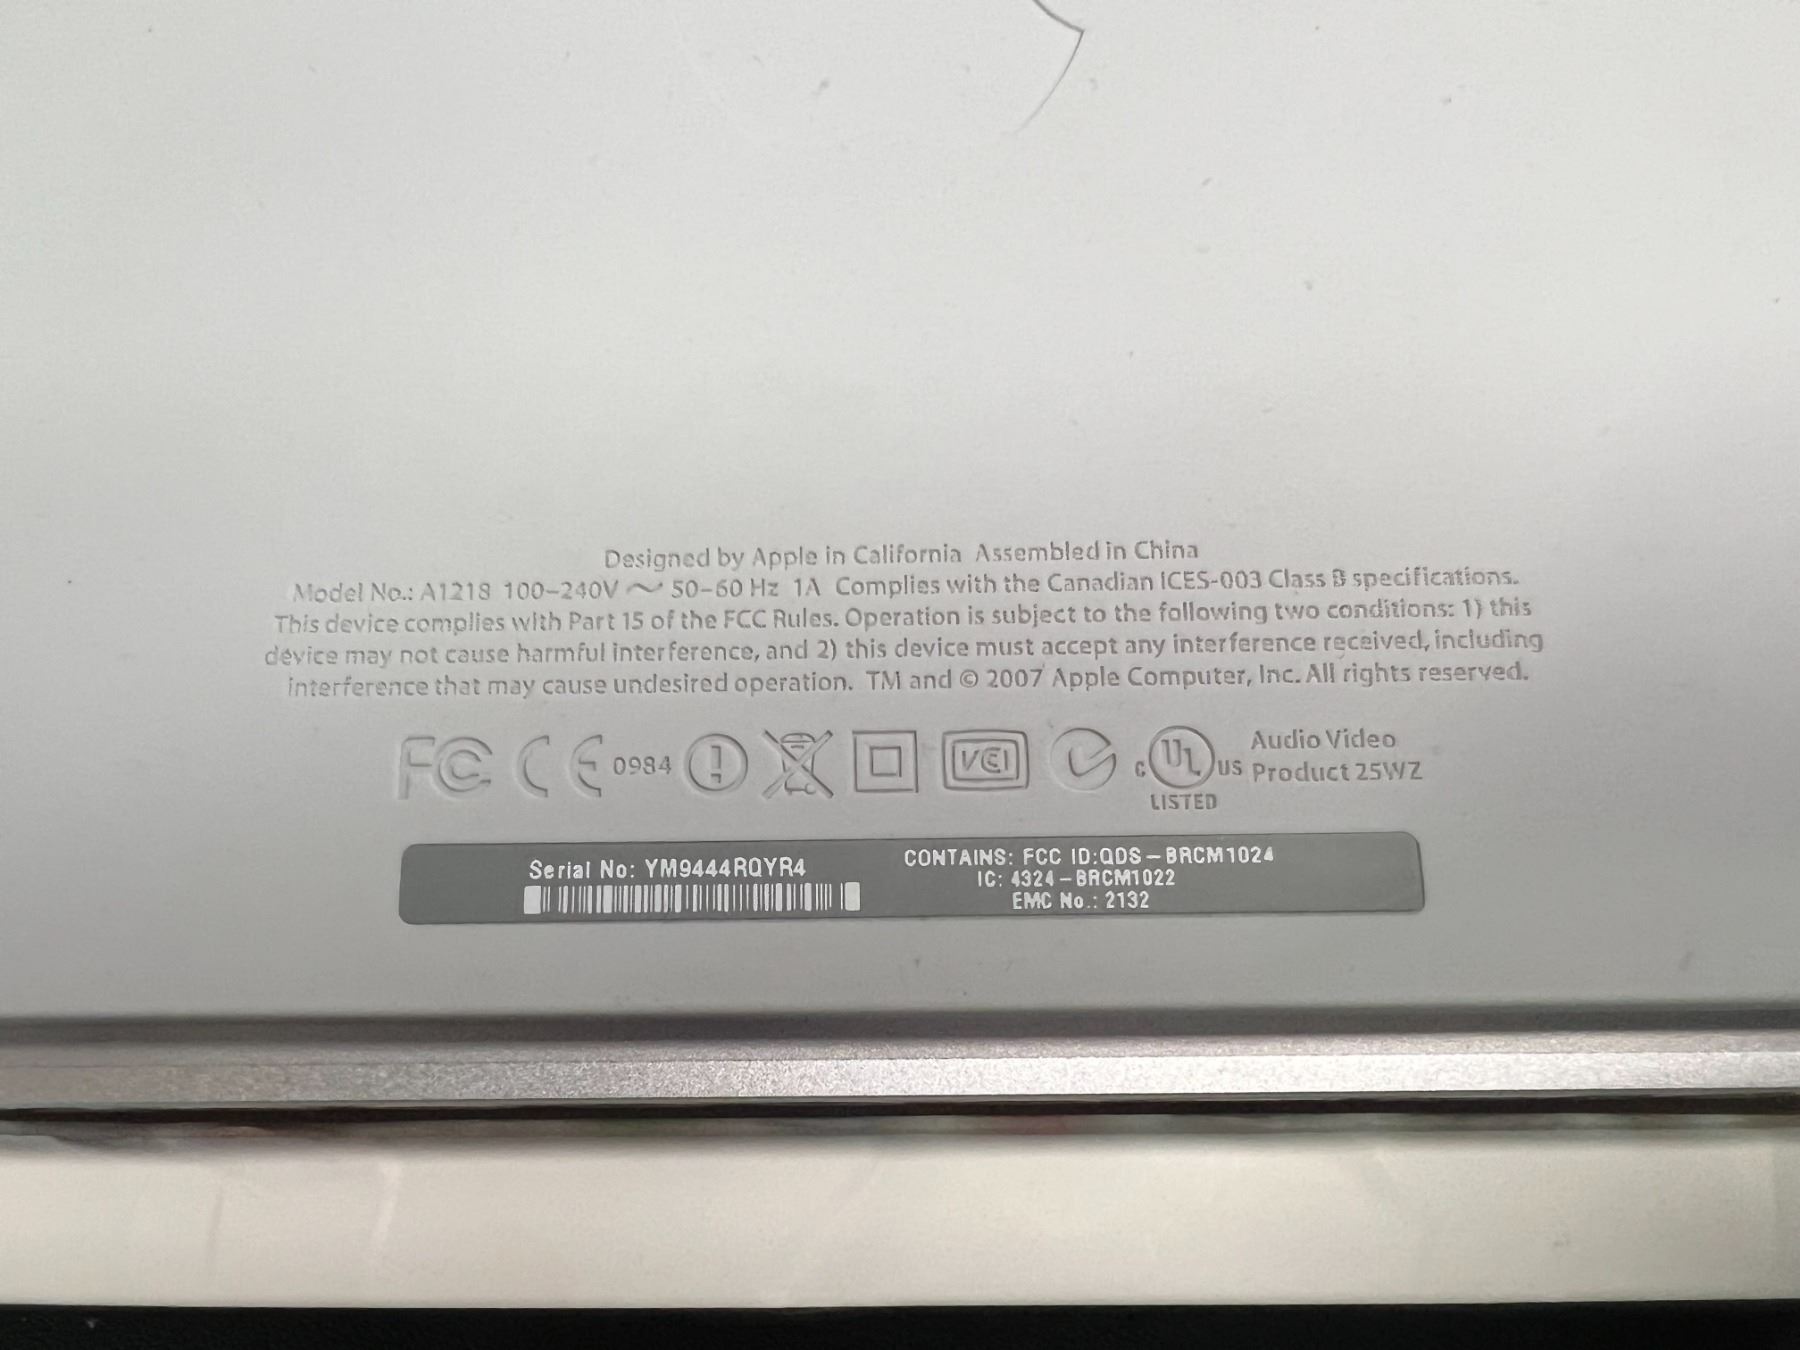 Designed by Apple in California Assembled in China
Model No.: A1218 100-240V ~ 50-60 Hz 1A Complies with the Canadian ICES-003 Class B specifications.
This device complies with Part 15 of the FCC Rules. Operation is subject to the following two conditions: 1) this
device may not cause harmful interference, and 2) this device must accept any interference received, including
interference that may cause undesired operation. TM and © 2007 Apple Computer, Inc. All rights reserved.
FC CE 0984 ! VCI c UL US LISTED
Audio Video
Product 25WZ
Serial No: YM9444RQYR4
CONTAINS: FCC ID:QDS-BRCM1024
IC: 4324-BRCM1022
EMC No.: 2132